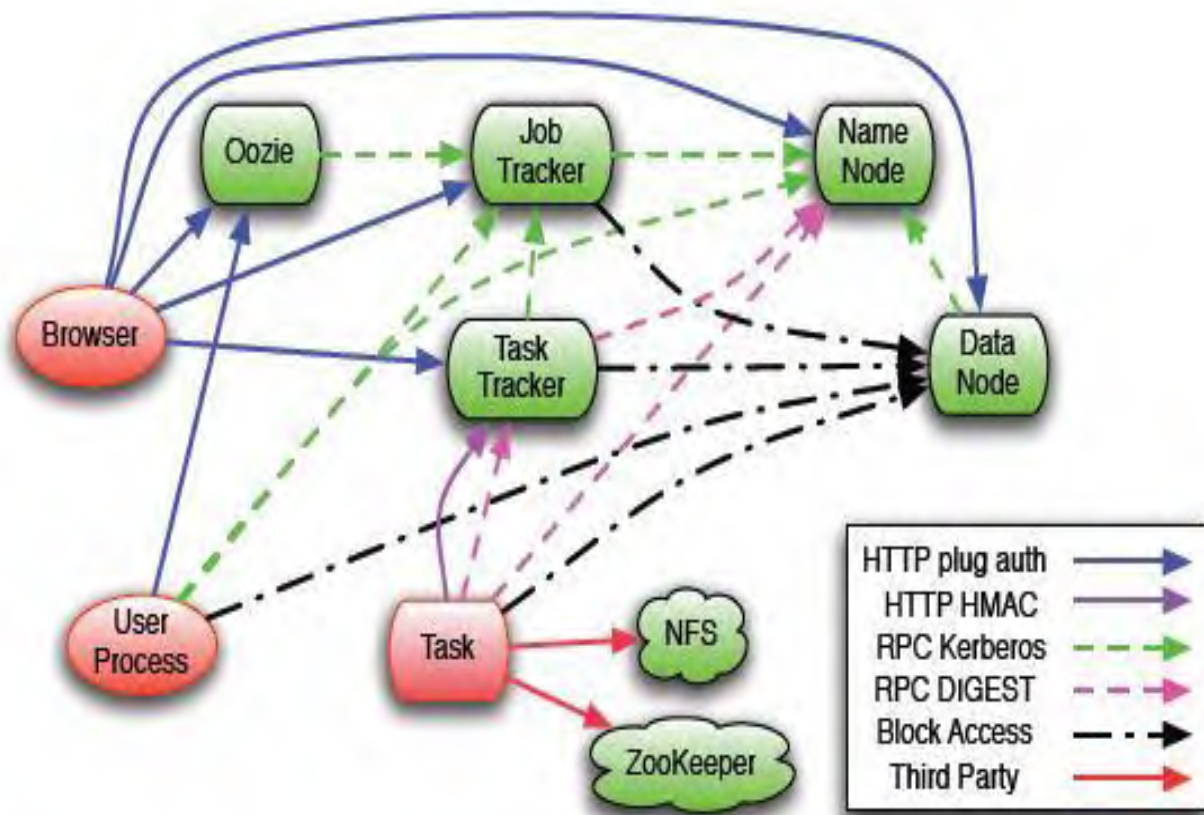 Oozie
Job
Tracker
Name
Node
Browser
Task
Tracker
Data
Node
User
Process
Task
NFS
ZooKeeper
HTTP plug auth
HTTP HMAC
RPC Kerberos
RPC DIGEST
Block Access
Third Party